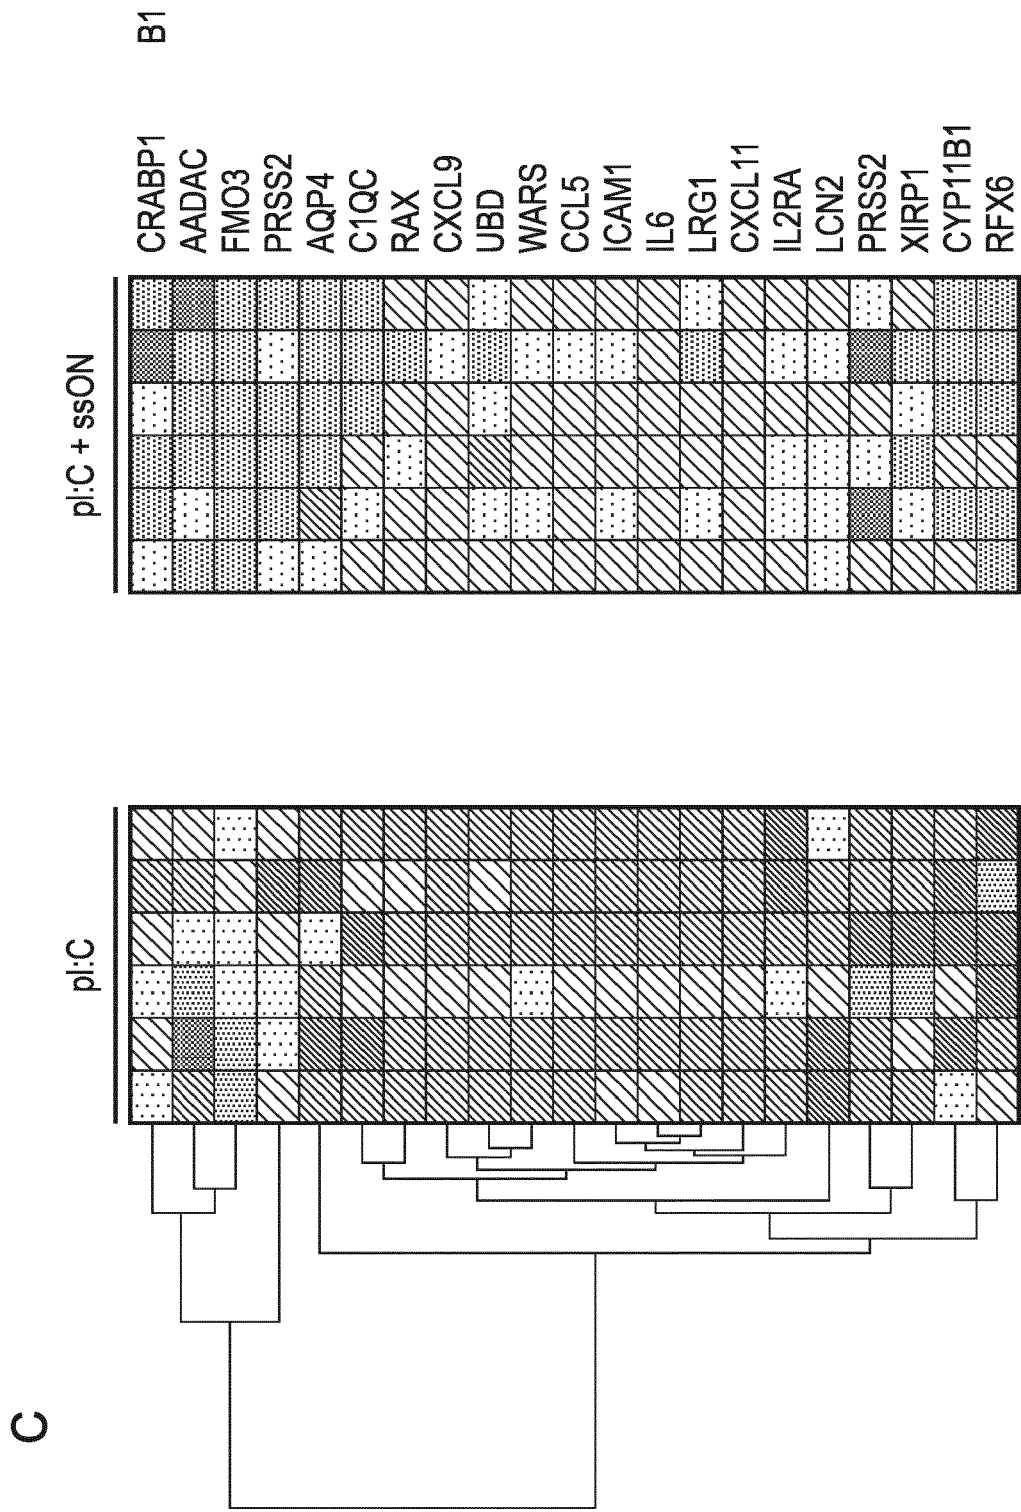 C
pI:C
pI:C + ssON
CRABP1
B1
AADAC
FMO3
PRSS2
AQP4
C1QC
RAX
CXCL9
UBD
WARS
CCL5
ICAM1
IL6
LRG1
CXCL11
IL2RA
LCN2
PRSS2
XIRP1
CYP11B1
RFX6